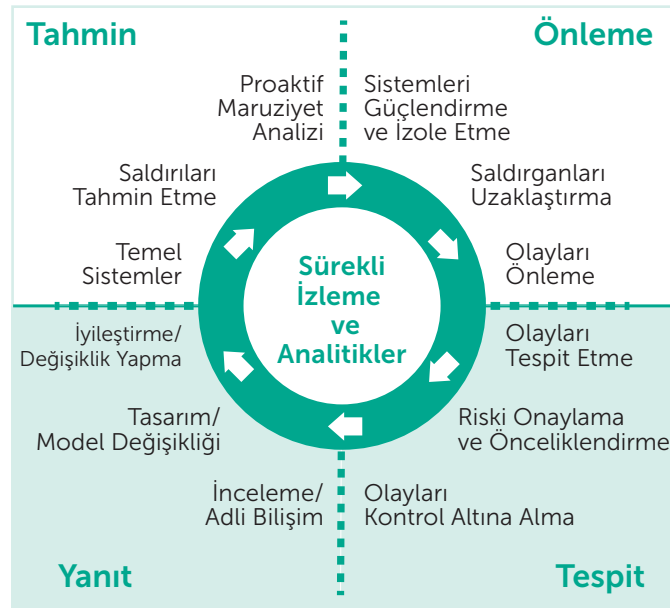 Tahmin
Önleme
Proaktif
Maruziyet
Analizi
Sistemleri
Güçlendirme
ve İzole Etme
Saldırıları
Tahmin Etme
Saldırganları
Uzaklaştırma
Temel
Sistemler
Olayları
Önleme
Sürekli
İzleme
ve
Analitikler
İyileştirme/
Değişiklik Yapma
Olayları
Tespit Etme
Tasarım/
Model Değişikliği
Riski Onaylama
ve Önceliklendirme
İnceleme/
Adli Bilişim
Olayları
Kontrol Altına Alma
Yanıt
Tespit